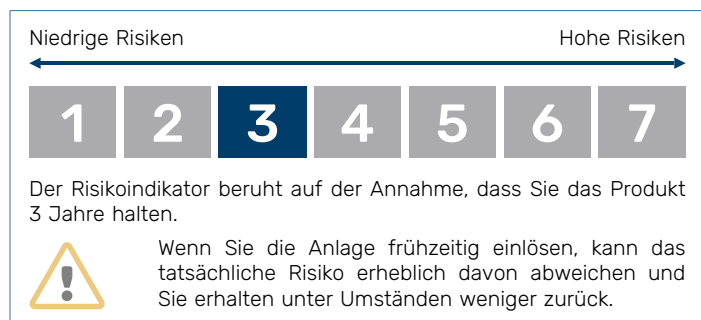 Niedrige Risiken Hohe Risiken
1 2 3 4 5 6 7
Der Risikoindikator beruht auf der Annahme, dass Sie das Produkt
3 Jahre halten.
Wenn Sie die Anlage frühzeitig einlösen, kann das
tatsächliche Risiko erheblich davon abweichen und
Sie erhalten unter Umständen weniger zurück.